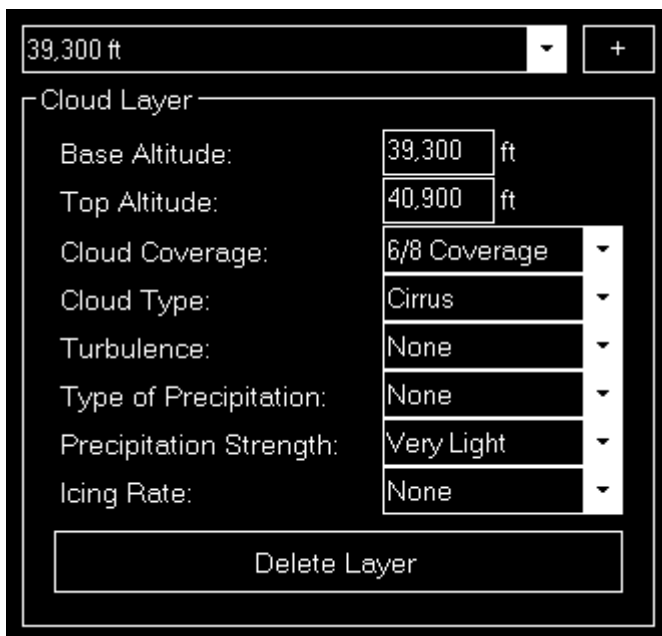 39,300 ft +
Cloud Layer
Base Altitude: 39,300 ft
Top Altitude: 40,900 ft
Cloud Coverage: 6/8 Coverage
Cloud Type: Cirrus
Turbulence: None
Type of Precipitation: None
Precipitation Strength: Very Light
Icing Rate: None
Delete Layer